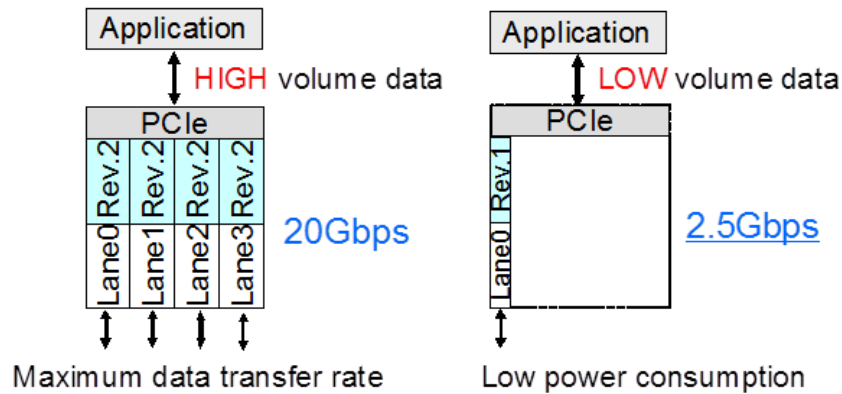 Application
HIGH volume data
PCIe
Rev.2 Rev.2 Rev.2 Rev.2
Lane0 Lane1 Lane2 Lane3
20Gbps
Maximum data transfer rate
Application
LOW volume data
PCIe
Rev.1
Lane0
2.5Gbps
Low power consumption